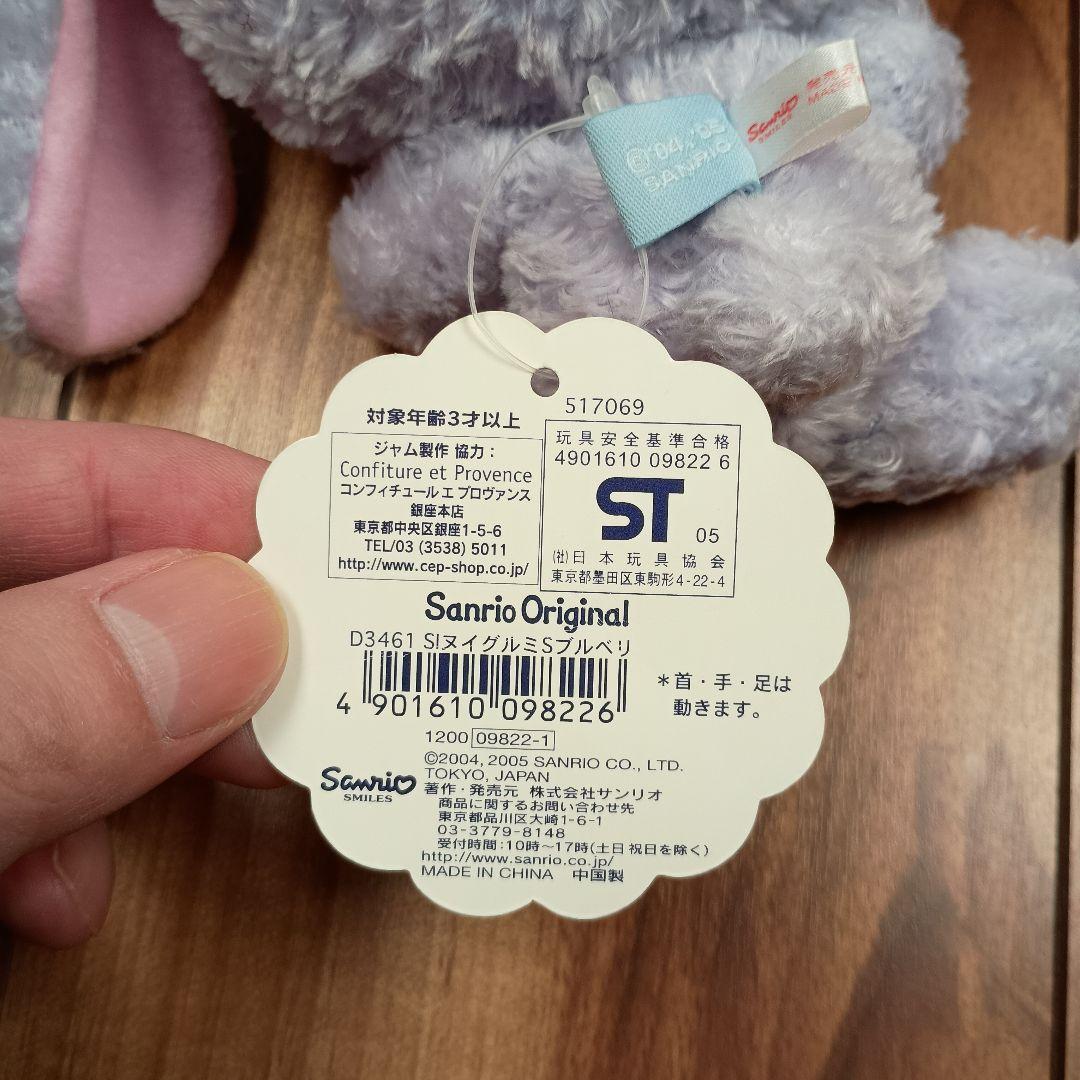 ©'04,'05
SANRIO
Sanrio
SMILES
発売元
MADE
対象年齢3才以上
ジャム製作 協力：
Confiture et Provence
コンフィチュール エ プロヴァンス
銀座本店
東京都中央区銀座1-5-6
TEL/03 (3538) 5011
http://www.cep-shop.co.jp/
517069
玩具安全基準合格
4901610 09822 6
ST 05
(社)日本玩具協会
東京都墨田区東駒形4-22-4
Sanrio Original
D3461 S!ヌイグルミSブルベリ
4 901610 098226
＊首・手・足は
動きます。
1200 09822-1
©2004, 2005 SANRIO CO., LTD.
TOKYO, JAPAN
Sanrio
SMILES
著作・発売元 株式会社サンリオ
商品に関するお問い合わせ先
東京都品川区大崎1-6-1
03-3779-8148
受付時間：10時～17時(土日祝日を除く)
http://www.sanrio.co.jp/
MADE IN CHINA 中国製